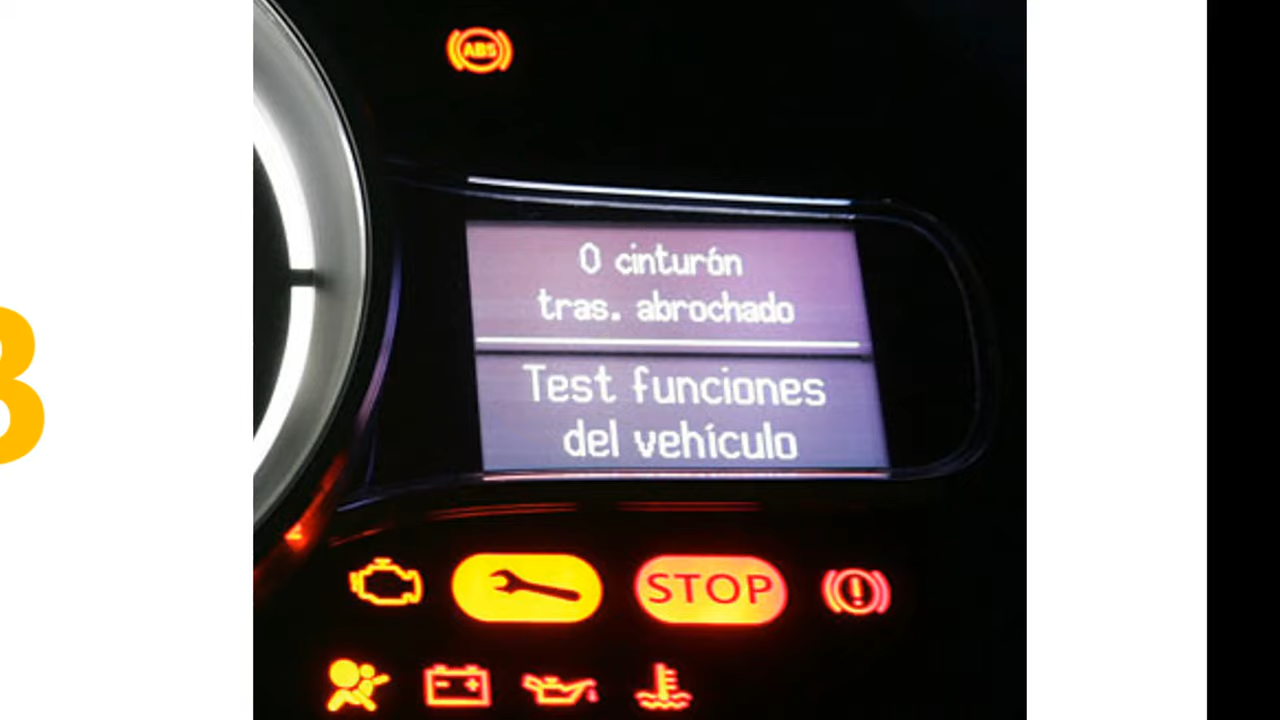 ABS
0 cinturón
tras. abrochado
Test funciones
del vehículo
STOP